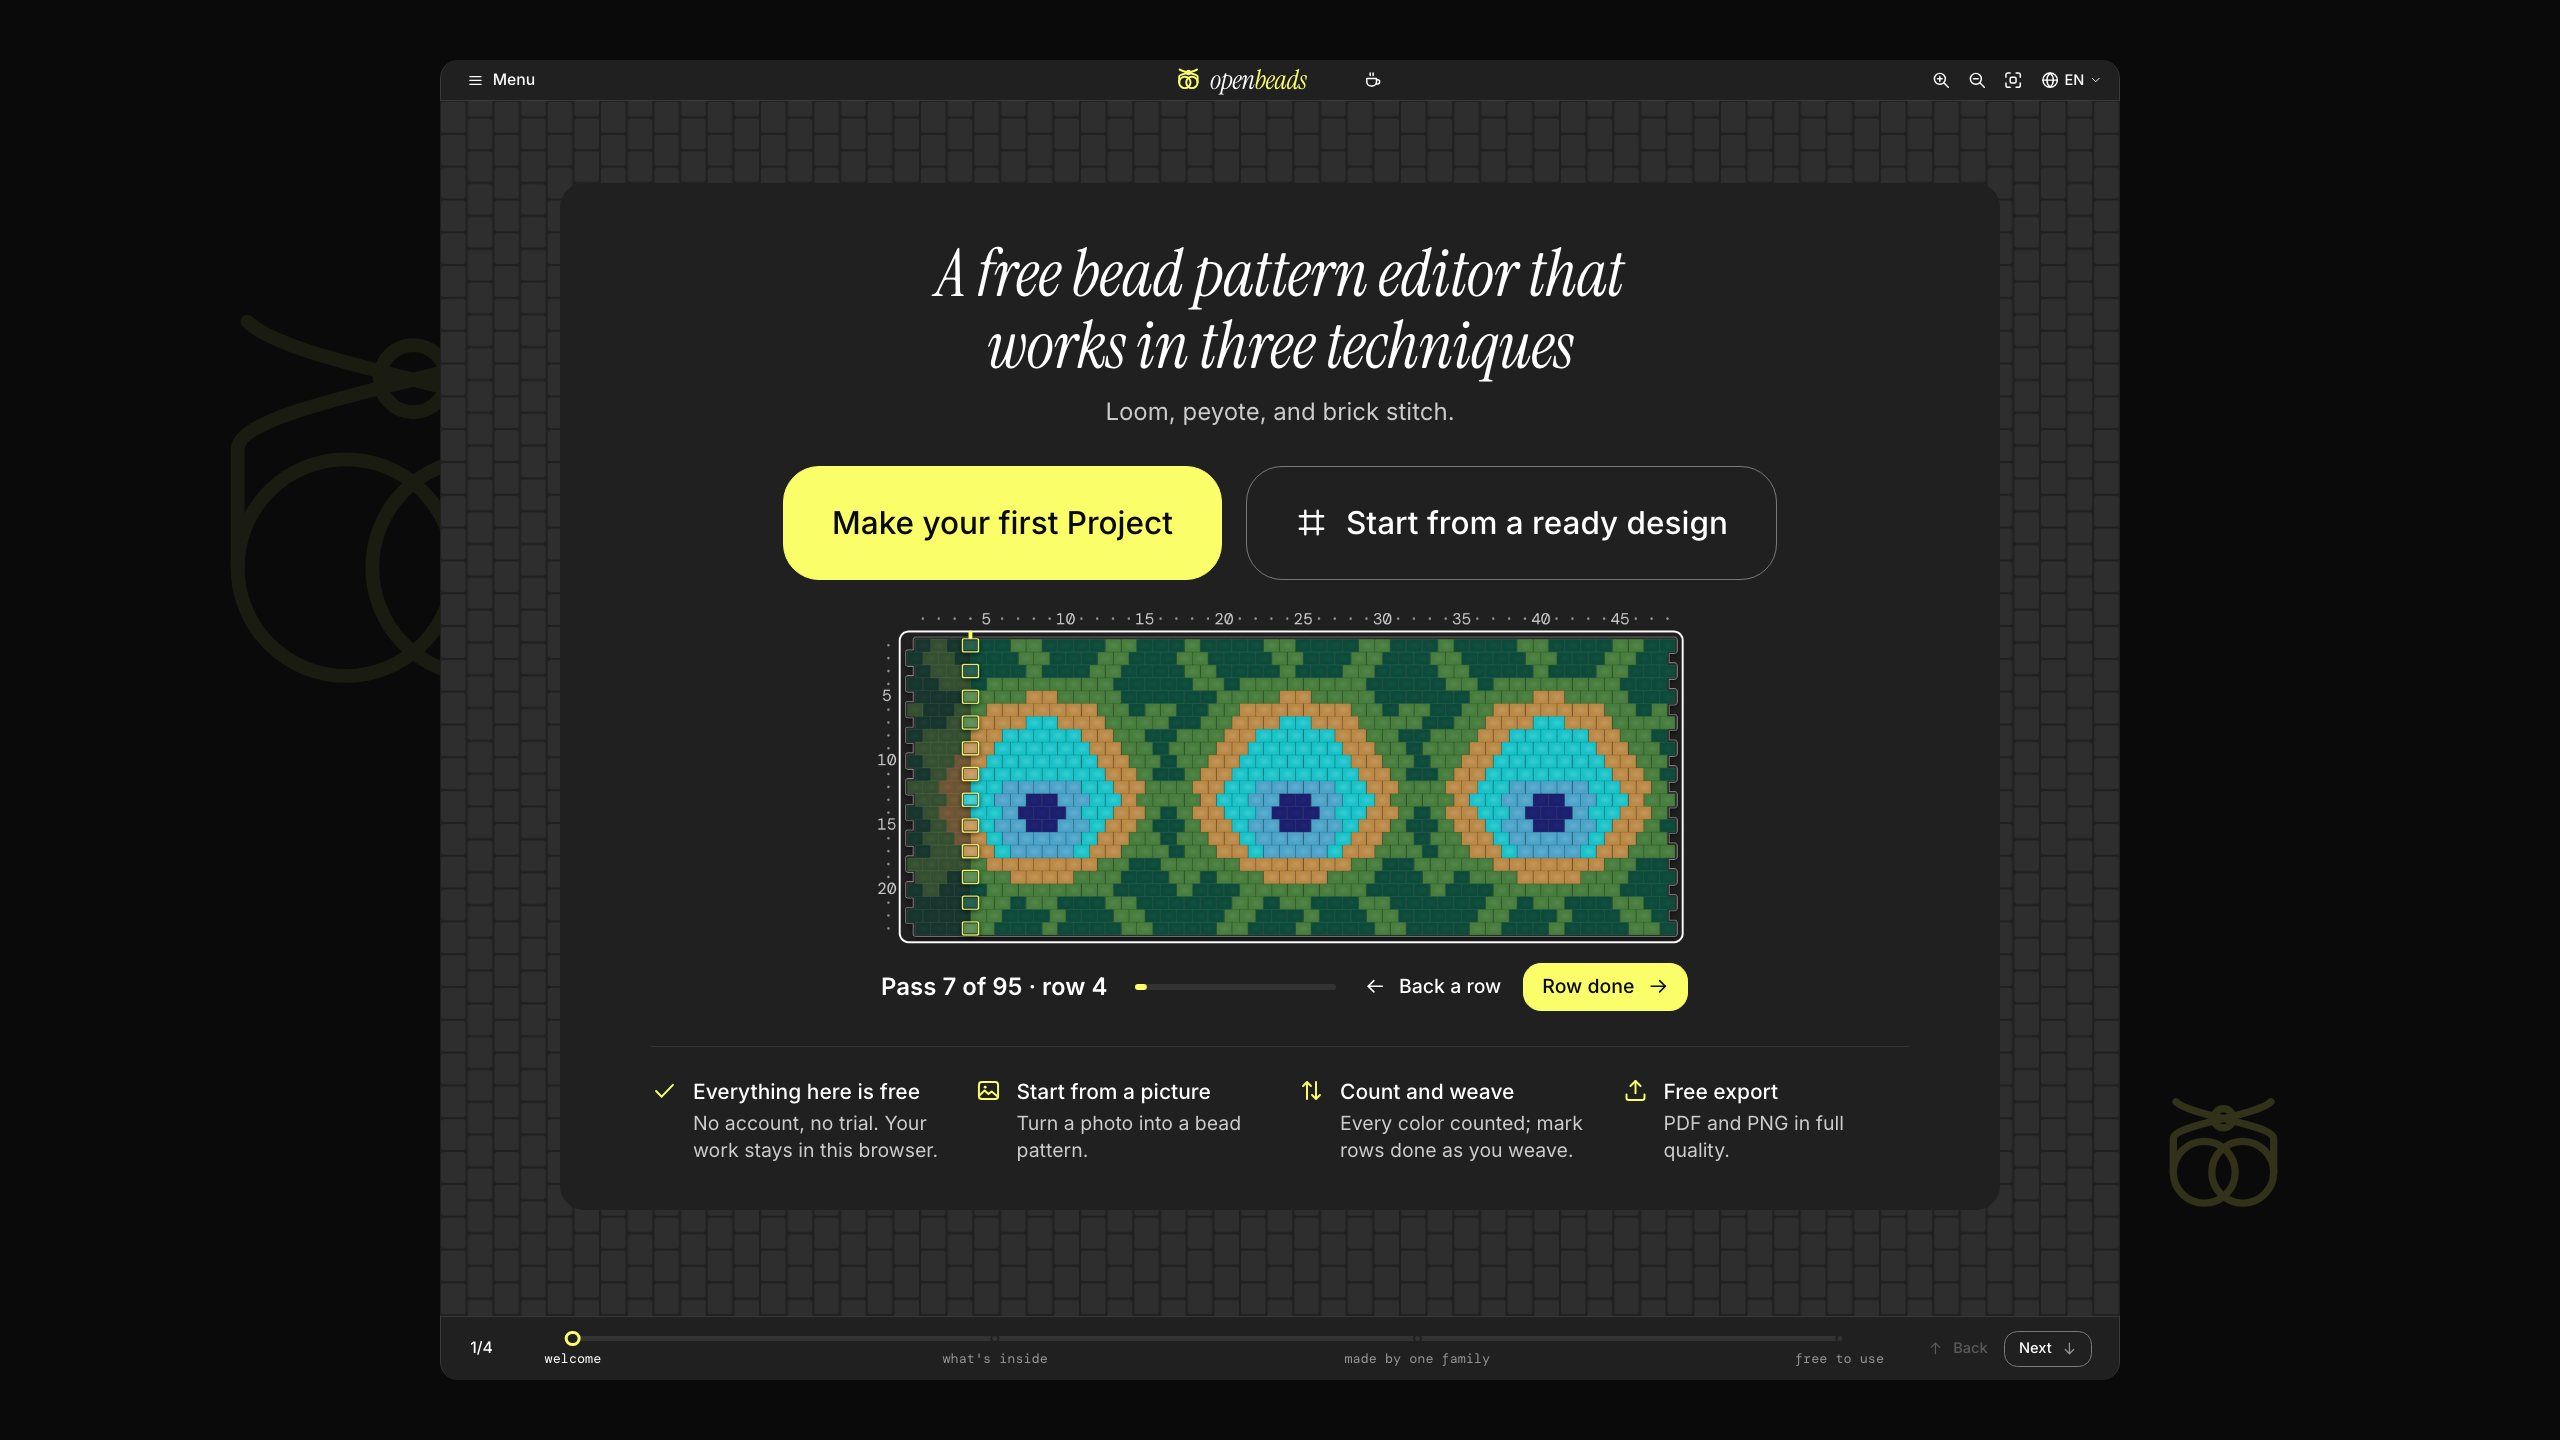 Menu
openbeads
EN
A free bead pattern editor that
works in three techniques
Loom, peyote, and brick stitch.
Make your first Project
Start from a ready design
5 10 15 20 25 30 35 40 45
5
10
15
20
Pass 7 of 95 · row 4
Back a row
Row done
Everything here is free
No account, no trial. Your
work stays in this browser.
Start from a picture
Turn a photo into a bead
pattern.
Count and weave
Every color counted; mark
rows done as you weave.
Free export
PDF and PNG in full
quality.
1/4
welcome
what's inside
made by one family
free to use
Back
Next